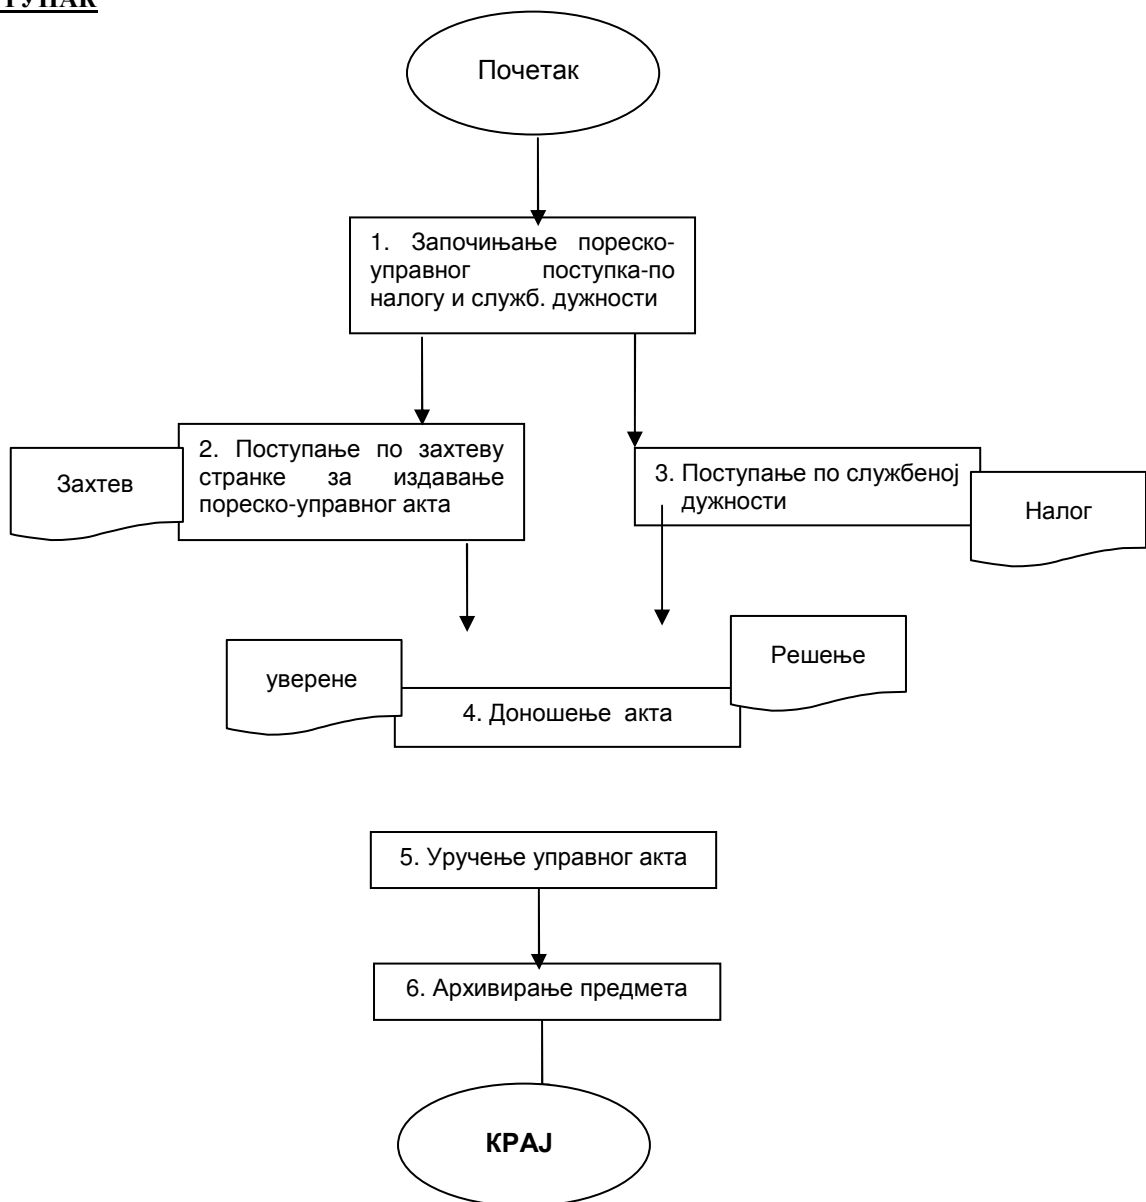 Почетак
1. Започињање пореско-
управног поступка-по
налогу и служб. дужности
2. Поступање по захтеву
странке за издавање
пореско-управног акта
Захтев
3. Поступање по службеној
дужности
Налог
уверене
Решење
4. Доношење акта
5. Уручење управног акта
6. Архивирање предмета
КРАЈ